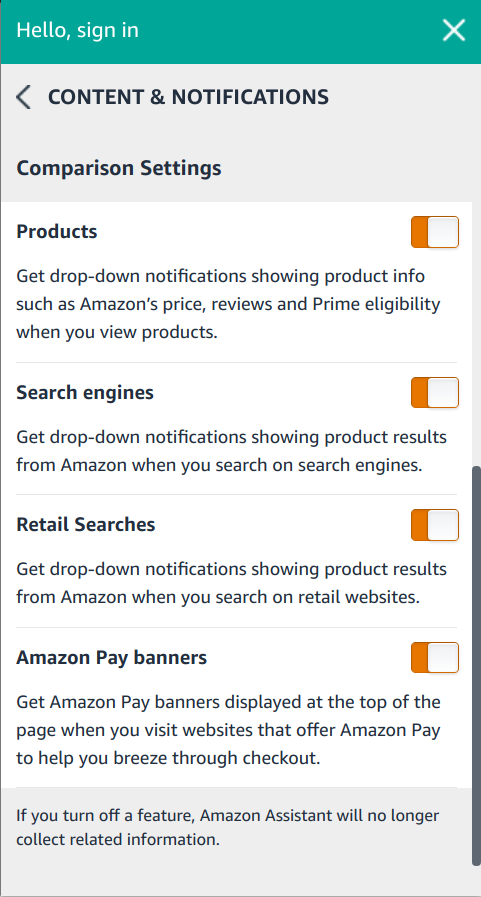 Hello, sign in
CONTENT & NOTIFICATIONS
Comparison Settings
Products
Get drop-down notifications showing product info
such as Amazon’s price, reviews and Prime eligibility
when you view products.
Search engines
Get drop-down notifications showing product results
from Amazon when you search on search engines.
Retail Searches
Get drop-down notifications showing product results
from Amazon when you search on retail websites.
Amazon Pay banners
Get Amazon Pay banners displayed at the top of the
page when you visit websites that offer Amazon Pay
to help you breeze through checkout.
If you turn off a feature, Amazon Assistant will no longer
collect related information.